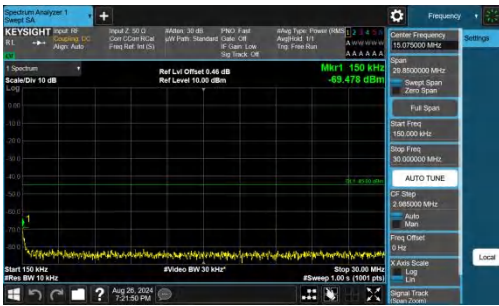 Spectrum Analyzer 1
Swept SA
Frequency
KEYSIGHT Input: RF
R L
Coupling: DC
Align: Auto
Input Z: 50 Ω
Corr CCorr RCal
Freq Ref: Int (S)
#Atten: 30 dB
µW Path: Standard
PNO: Fast
Gate: Off
IF Gain: Low
Sig Track: Off
#Avg Type: Power (RMS)
Avg|Hold: 1/1
Trig: Free Run
1 Spectrum
Scale/Div 10 dB
Log
Ref Lvl Offset 0.46 dB
Ref Level 10.00 dBm
Mkr1 150 kHz
-69.478 dBm
0.00
1
Start 150 kHz
#Res BW 10 kHz
#Video BW 30 kHz*
Stop 30.00 MHz
#Sweep 1.00 s (1001 pts)
Aug 26, 2024
7:21:50 PM
Center Frequency
15.075000 MHz
Span
29.8500000 MHz
Swept Span
Zero Span
Full Span
Start Freq
150.000 kHz
Stop Freq
30.000000 MHz
AUTO TUNE
CF Step
2.985000 MHz
Auto
Man
Freq Offset
0 Hz
X Axis Scale
Log
Lin
Signal Track
(Span Zoom)
Settings
Local